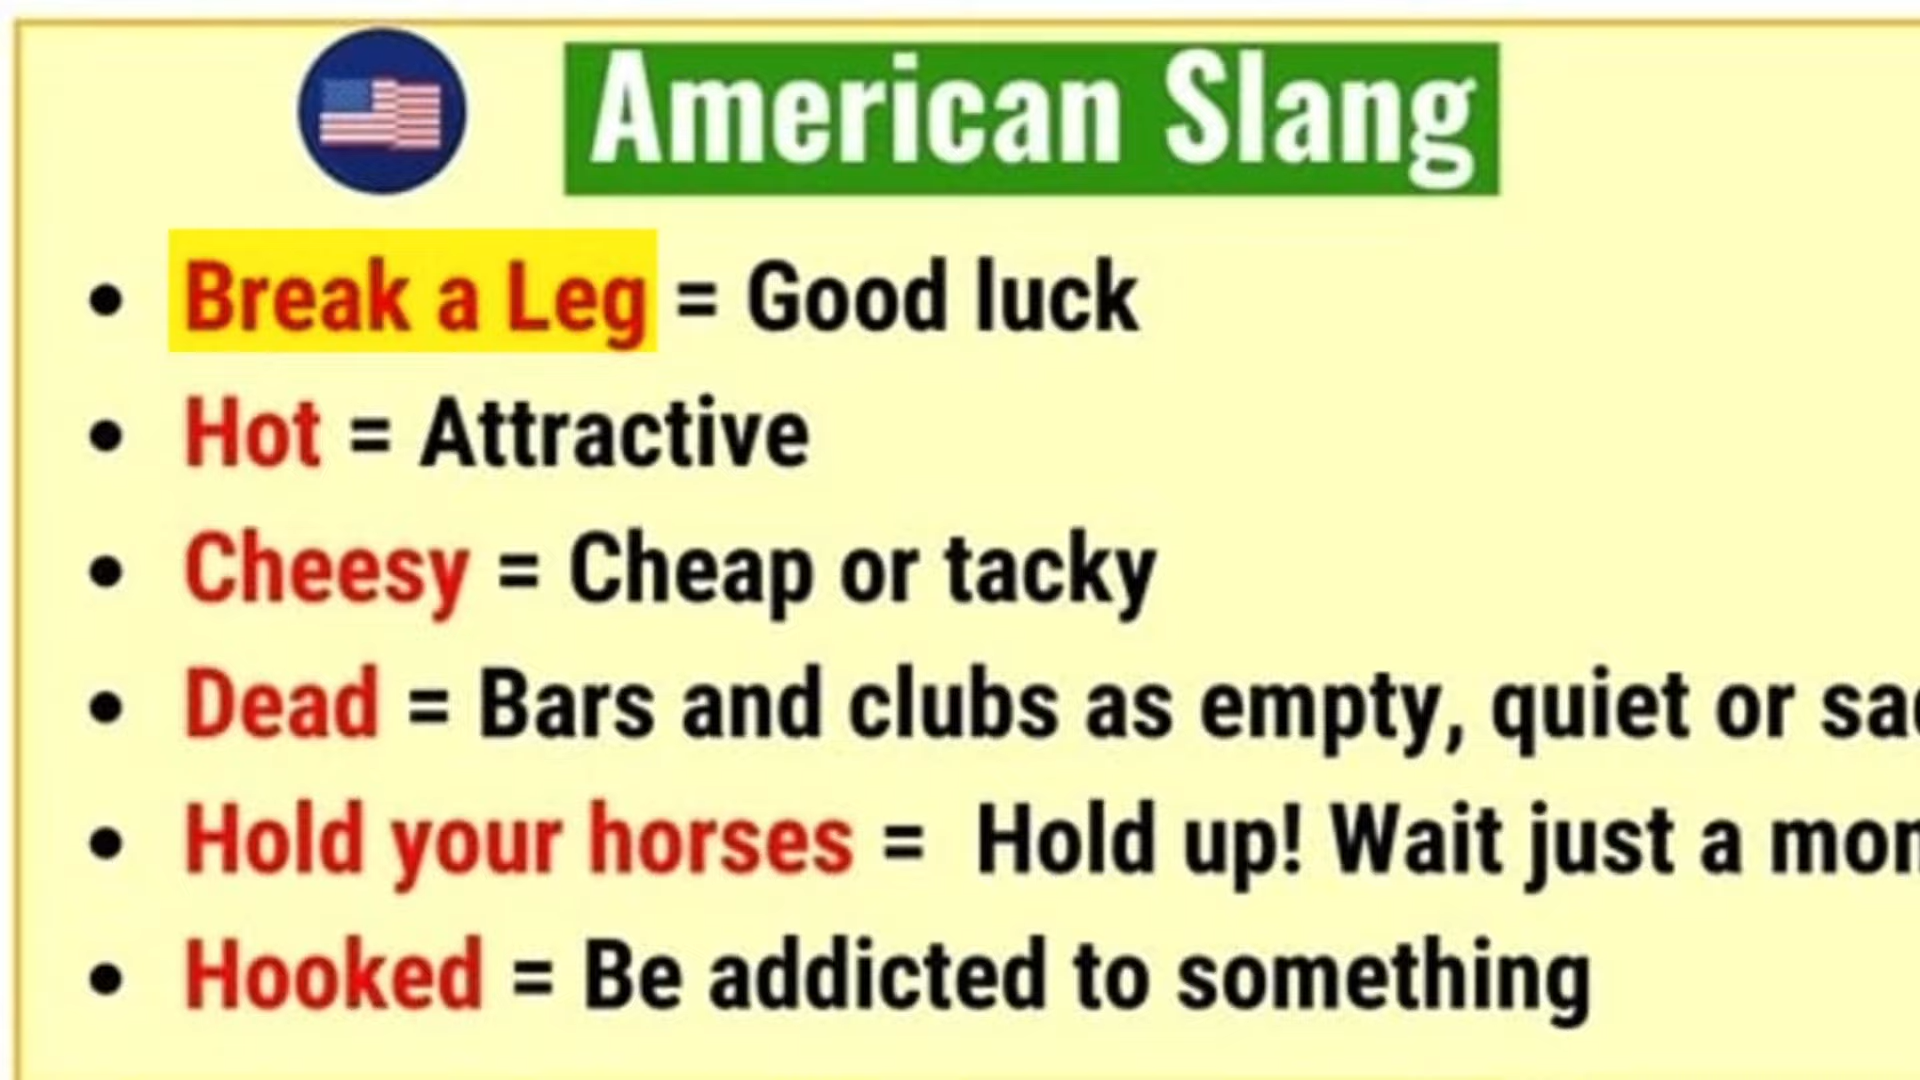 American Slang
• Break a Leg = Good luck
• Hot = Attractive
• Cheesy = Cheap or tacky
• Dead = Bars and clubs as empty, quiet or
• Hold your horses = Hold up! Wait just a
• Hooked = Be addicted to something